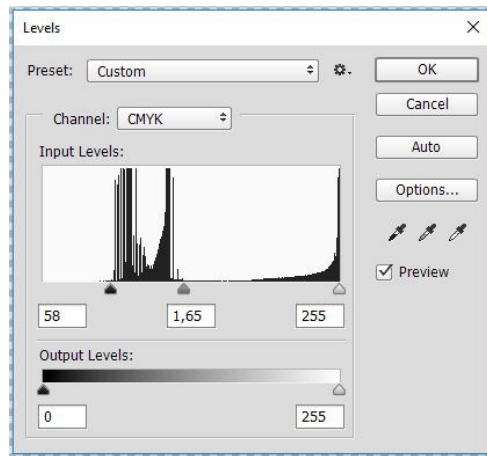 Levels
Preset: Custom
OK
Cancel
Channel: CMYK
Auto
Input Levels:
Options...
Preview
58 1,65 255
Output Levels:
0 255